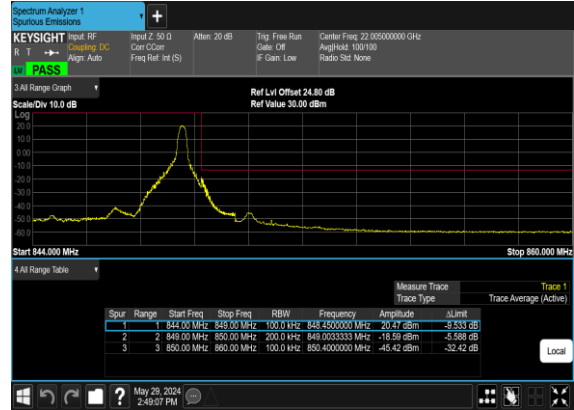 Spectrum Analyzer 1
Spurious Emissions
KEYSIGHT Input: RF Input Z: 50 Ω Atten: 20 dB Trig: Free Run Center Freq: 22.005000000 GHz
R T Coupling: DC Corr CCorr Gate: Off Avg|Hold: 100/100
Align: Auto Freq Ref: Int (S) IF Gain: Low Radio Std: None
PASS
3 All Range Graph
Ref Lvl Offset 24.80 dB
Scale/Div 10.0 dB Ref Value 30.00 dBm
Log
20.0
10.0
0.00
-10.0
-20.0
-30.0
-40.0
-50.0
-60.0
Start 844.000 MHz Stop 860.000 MHz
4 All Range Table
Measure Trace Trace 1
Trace Type Trace Average (Active)
Spur Range Start Freq Stop Freq RBW Frequency Amplitude ΔLimit
1 1 844.00 MHz 849.00 MHz 100.0 kHz 848.4500000 MHz 20.47 dBm -9.533 dB
2 2 849.00 MHz 850.00 MHz 200.0 kHz 849.0033333 MHz -18.59 dBm -5.588 dB
3 3 850.00 MHz 860.00 MHz 100.0 kHz 850.4000000 MHz -45.42 dBm -32.42 dB
Local
May 29, 2024
2:49:07 PM